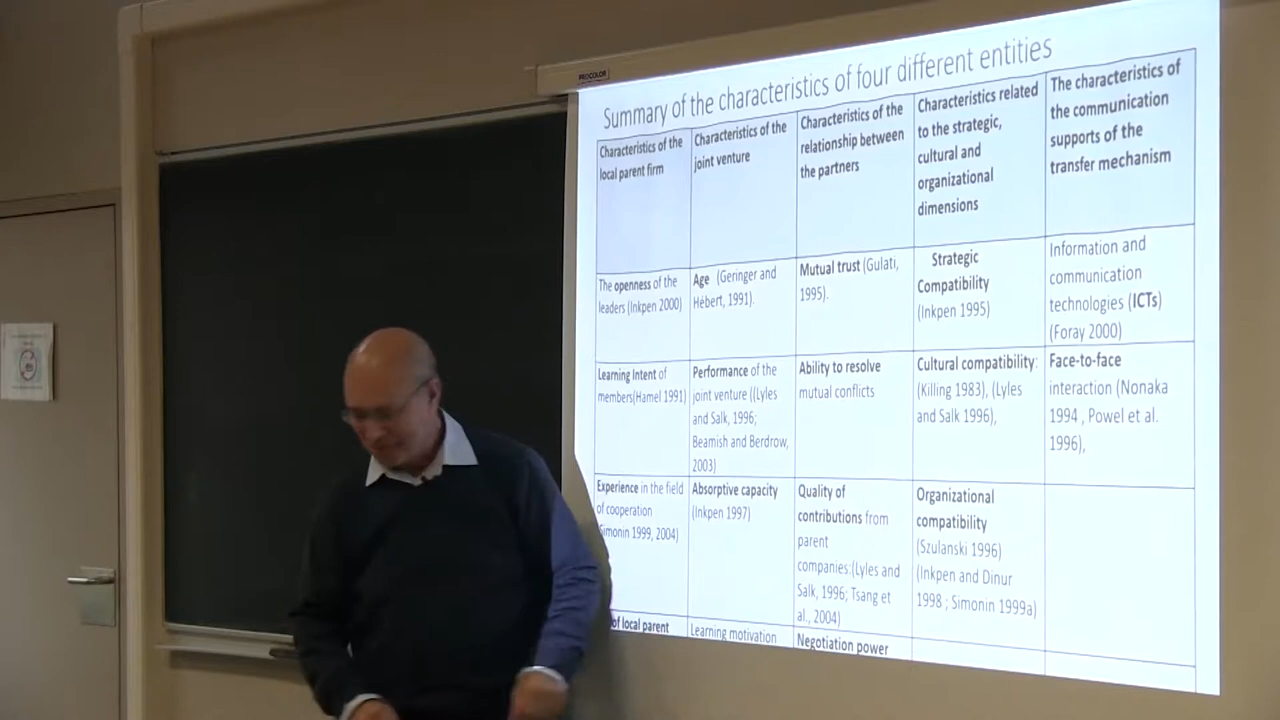 PROCOLOR
Summary of the characteristics of four different entities
Characteristics of the
local parent firm
Characteristics of the
joint venture
Characteristics of the
relationship between
the partners
Characteristics related
to the strategic,
cultural and
organizational
dimensions
The characteristics of
the communication
supports of the
transfer mechanism
The openness of the
leaders (Inkpen 2000)
Age (Geringer and
Hébert, 1991).
Mutual trust (Gulati,
1995).
Strategic
Compatibility
(Inkpen 1995)
Information and
communication
technologies (ICTs)
(Foray 2000)
Learning Intent of
members(Hamel 1991)
Performance of the
joint venture ((Lyles
and Salk, 1996;
Beamish and Berdrow,
2003)
Ability to resolve
mutual conflicts
Cultural compatibility:
(Killing 1983), (Lyles
and Salk 1996),
Face-to-face
interaction (Nonaka
1994 , Powel et al.
1996),
Experience in the field
of cooperation
Simonin 1999, 2004)
Absorptive capacity
(Inkpen 1997)
Quality of
contributions from
parent
companies:(Lyles and
Salk, 1996; Tsang et
al., 2004)
Organizational
compatibility
(Szulanski 1996)
(Inkpen and Dinur
1998 ; Simonin 1999a)
of local parent
Learning motivation
Negotiation power